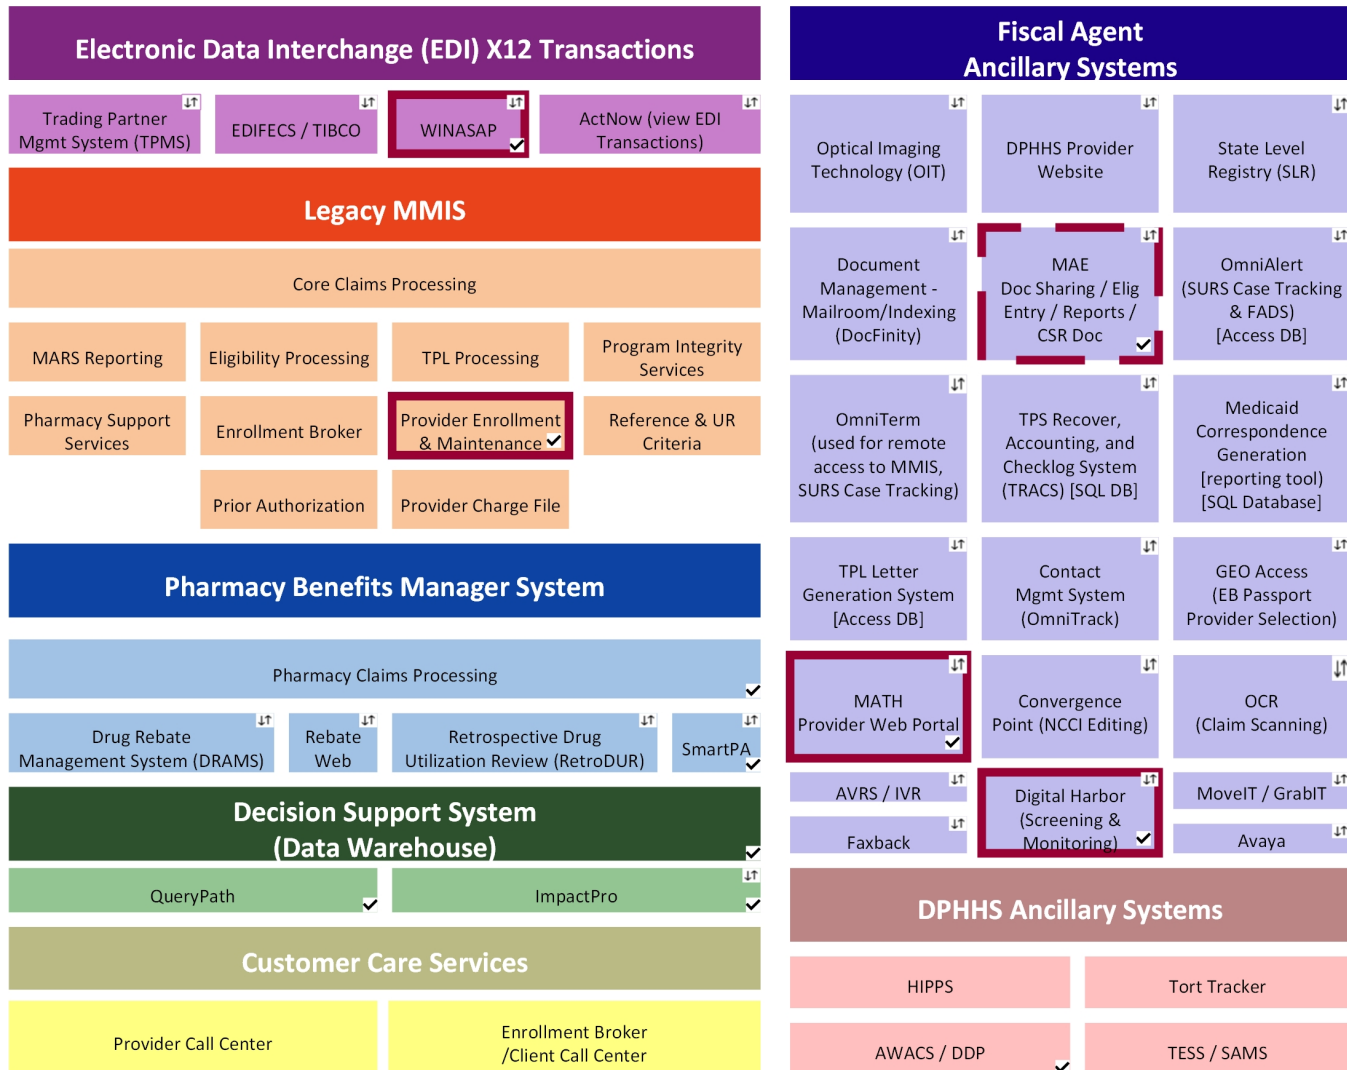 Electronic Data Interchange (EDI) X12 Transactions
Trading Partner
Mgmt System (TPMS)
EDIFECS / TIBCO
WINASAP
ActNow (view EDI
Transactions)
Legacy MMIS
Core Claims Processing
MARS Reporting
Eligibility Processing
TPL Processing
Program Integrity
Services
Pharmacy Support
Services
Enrollment Broker
Provider Enrollment
& Maintenance
Reference & UR
Criteria
Prior Authorization
Provider Charge File
Pharmacy Benefits Manager System
Pharmacy Claims Processing
Drug Rebate
Management System (DRAMS)
Rebate
Web
Retrospective Drug
Utilization Review (RetroDUR)
SmartPA
Decision Support System
(Data Warehouse)
QueryPath
ImpactPro
Customer Care Services
Provider Call Center
Enrollment Broker
/Client Call Center
Fiscal Agent
Ancillary Systems
Optical Imaging
Technology (OIT)
DPHHS Provider
Website
State Level
Registry (SLR)
Document
Management -
Mailroom/Indexing
(DocFinity)
MAE
Doc Sharing / Elig
Entry / Reports /
CSR Doc
OmniAlert
(SURS Case Tracking
& FADS)
[Access DB]
OmniTerm
(used for remote
access to MMIS,
SURS Case Tracking)
TPS Recover,
Accounting, and
Checklog System
(TRACS) [SQL DB]
Medicaid
Correspondence
Generation
[reporting tool)
[SQL Database]
TPL Letter
Generation System
[Access DB]
Contact
Mgmt System
(OmniTrack)
GEO Access
(EB Passport
Provider Selection)
MATH
Provider Web Portal
Convergence
Point (NCCI Editing)
OCR
(Claim Scanning)
AVRS / IVR
Faxback
Digital Harbor
(Screening &
Monitoring)
MoveIT / GrabIT
Avaya
DPHHS Ancillary Systems
HIPPS
Tort Tracker
AWACS / DDP
TESS / SAMS